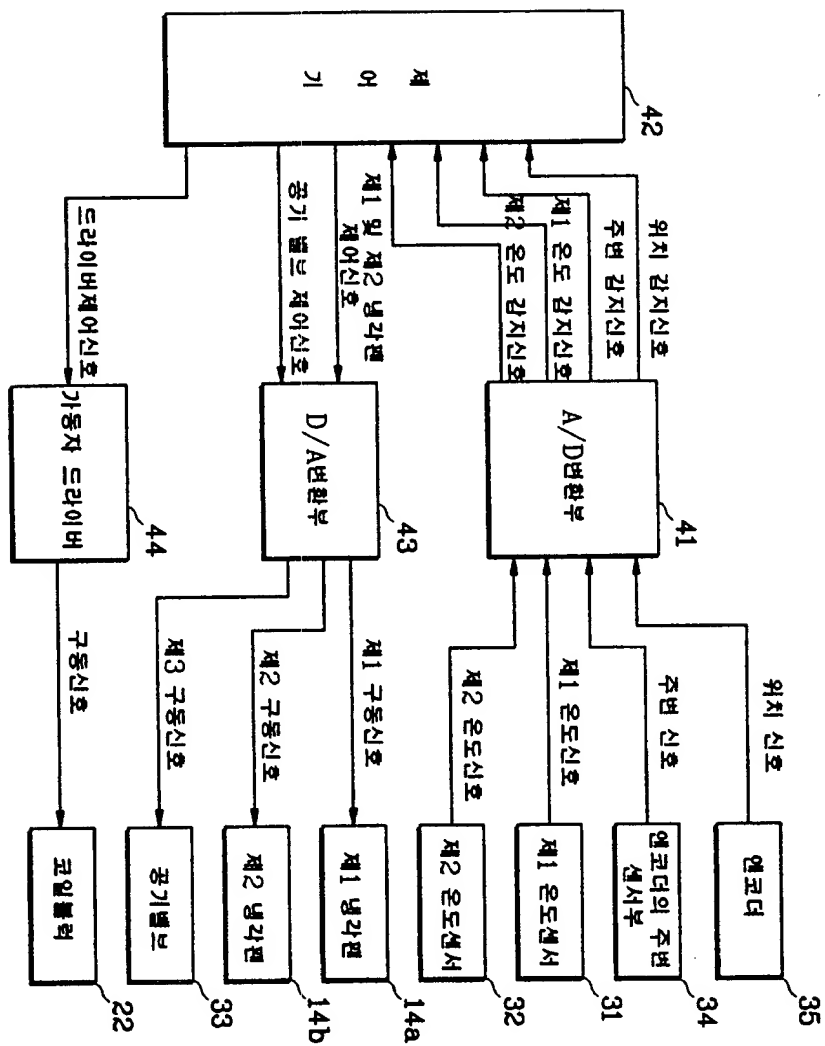 엔코더
35
엔코더의 주변
센서부
34
제1 온도센서
31
제2 온도센서
32
제1 냉각팬
14a
제2 냉각팬
14b
공기밸브
33
코일블럭
22
위치 신호
주변 신호
제1 온도신호
제2 온도신호
제1 구동신호
제2 구동신호
제3 구동신호
구동신호
A/D변환부
41
D/A변환부
43
가동자 드라이버
44
위치 감지신호
주변 감지신호
제1 온도 감지신호
제2 온도 감지신호
제1 및 제2 냉각팬
제어신호
공기 밸브 제어신호
드라이버제어신호
제어기
42